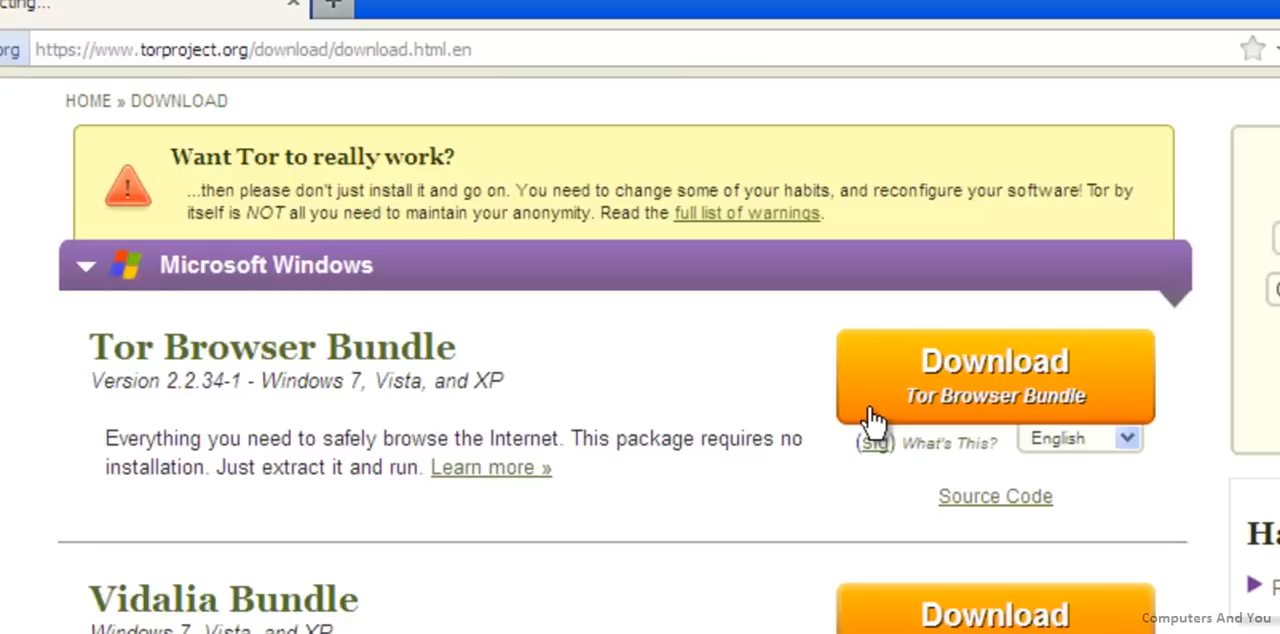 cting...
org https://www.torproject.org/download/download.html.en
HOME » DOWNLOAD
Want Tor to really work?
...then please don't just install it and go on. You need to change some of your habits, and reconfigure your software! Tor by
itself is NOT all you need to maintain your anonymity. Read the full list of warnings.
Microsoft Windows
Tor Browser Bundle
Version 2.2.34-1 - Windows 7, Vista, and XP
Download
Tor Browser Bundle
Everything you need to safely browse the Internet. This package requires no
installation. Just extract it and run. Learn more »
(sig) What's This? English
Source Code
Ha
Vidalia Bundle
Windows 7, Vista, and XP
Download
Computers And You